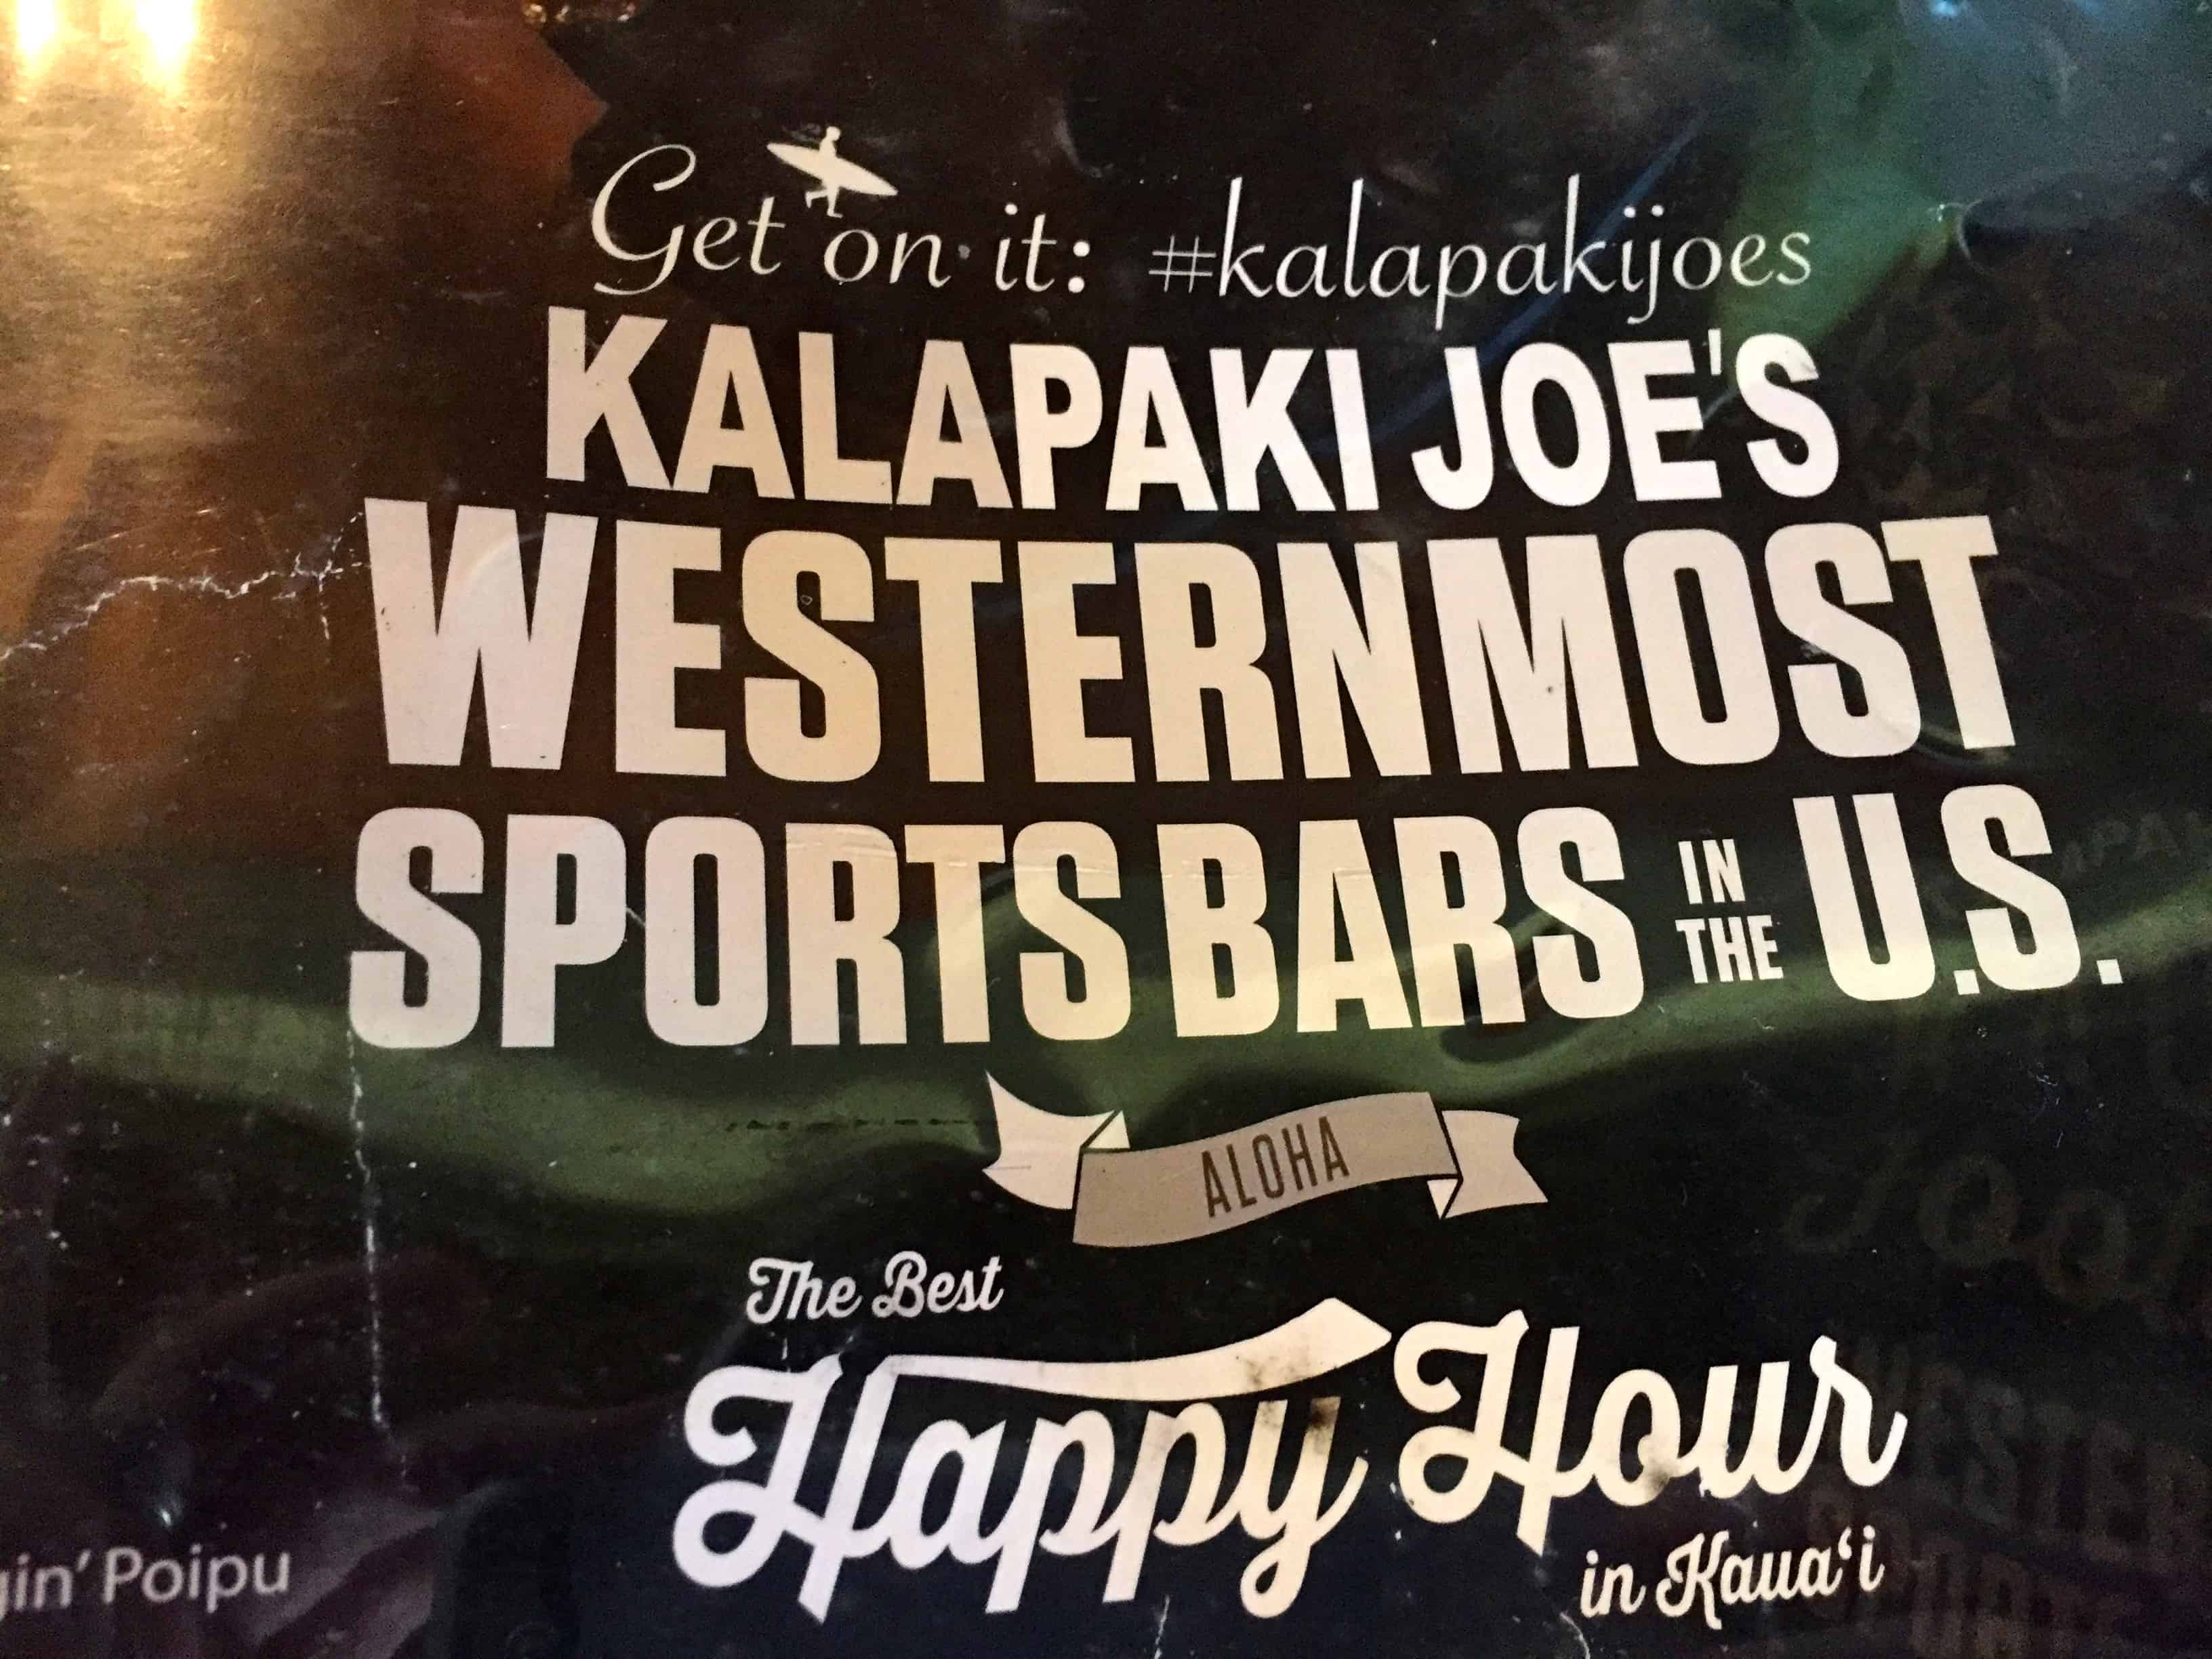 Get on it: #kalapakijoes
KALAPAKI JOE'S
WESTERNMOST
SPORTS BARS IN THE U.S.
ALOHA
The Best
Happy Hour
in Kaua‘i
Poipu